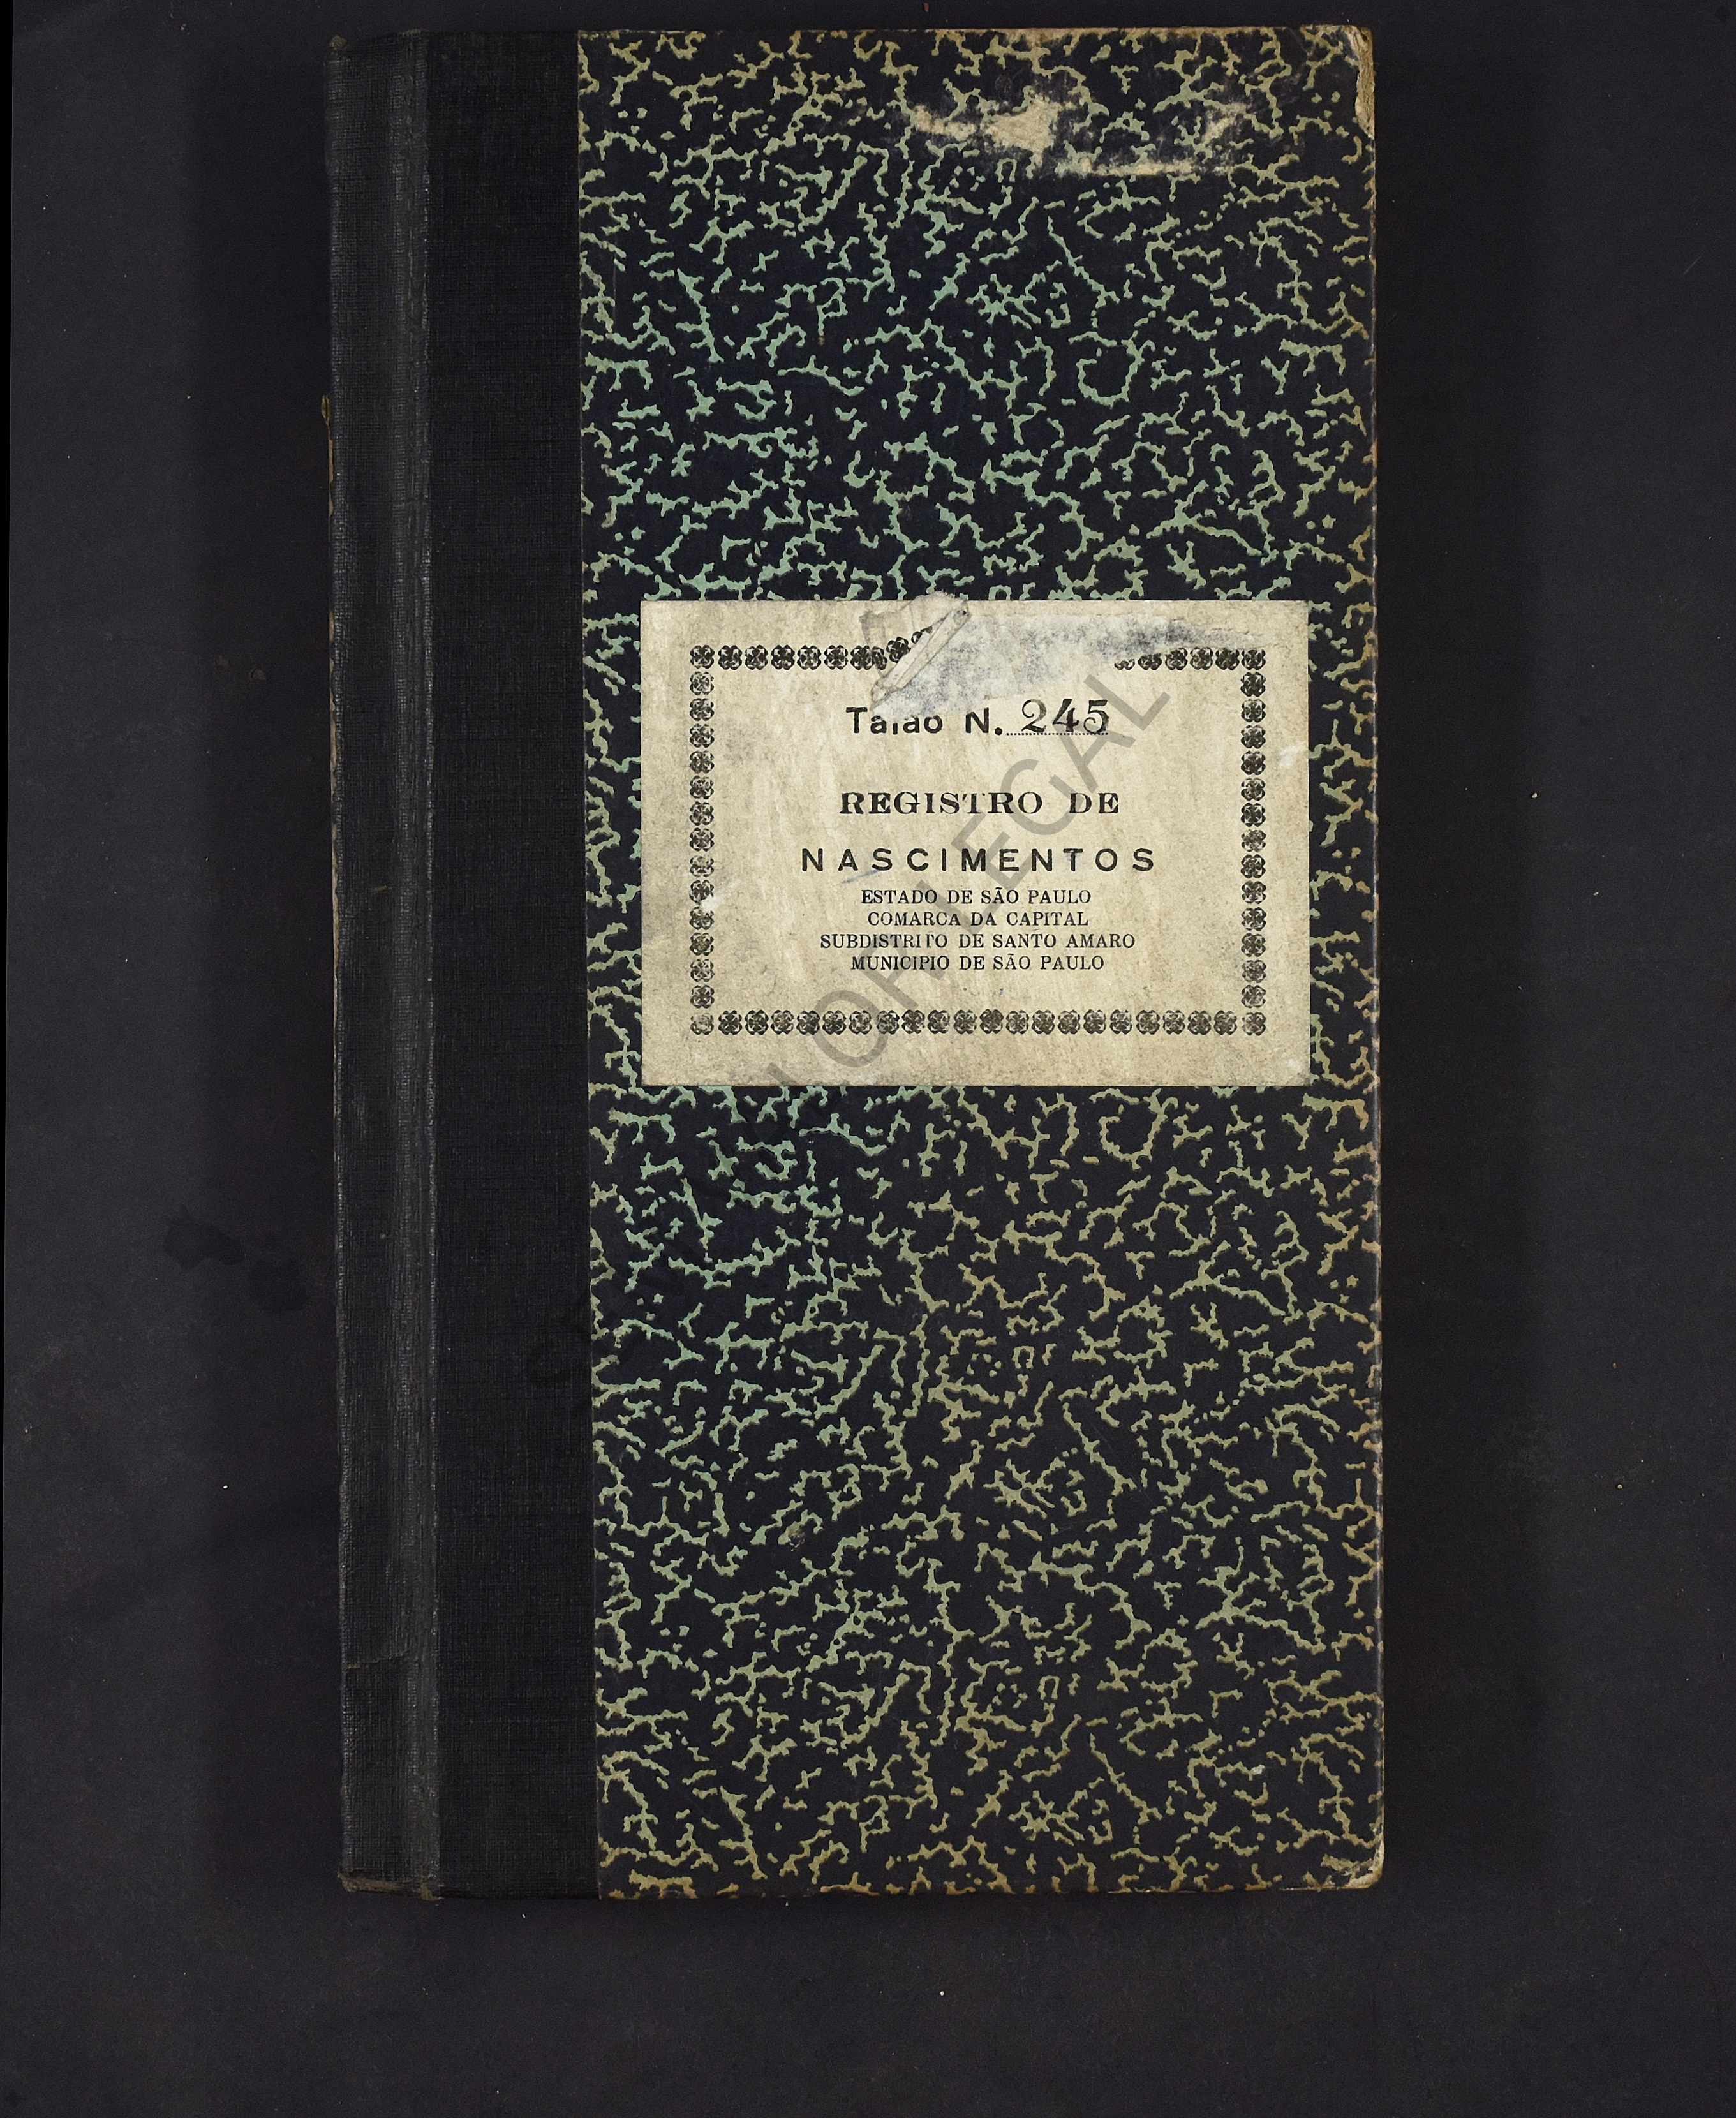 Talão N. 245
REGISTRO DE
NASCIMENTOS
ESTADO DE SÃO PAULO
COMARCA DA CAPITAL
SUBDISTRITO DE SANTO AMARO
MUNICIPIO DE SÃO PAULO
LEGAL